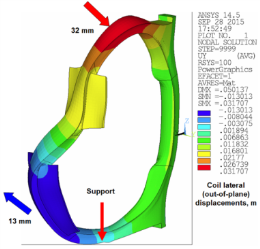 32 mm
ANSYS 14.5
SEP 28 2015
17:52:49
PLOT NO. 1
NODAL SOLUTION
STEP=9999
UY (AVG)
RSYS=100
PowerGraphics
EFACET=1
AVRES=Mat
DMX =.050137
SMN =-.013013
SMX =.031707
-.013013
-.008044
-.003075
.001894
.006863
.011832
.016801
.02177
.026739
.031707
Support
13 mm
Coil lateral
(out-of-plane)
displacements, m